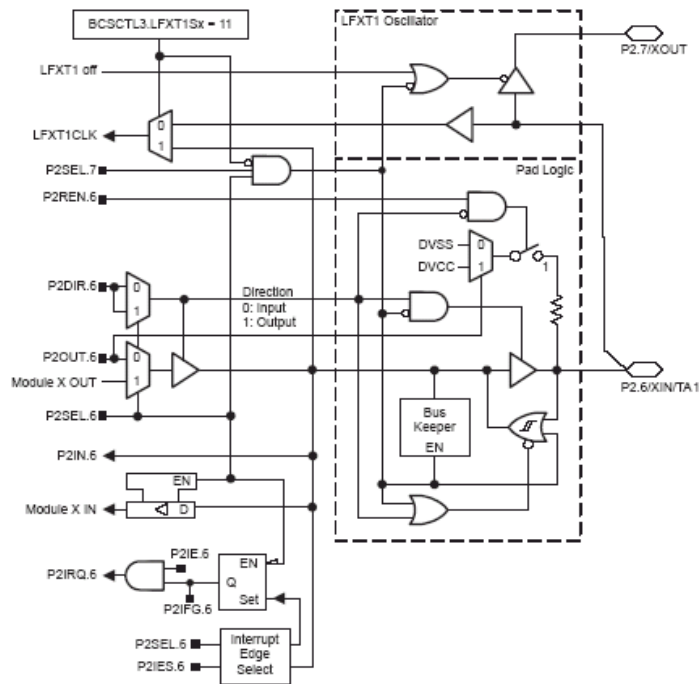 BCSCTL3.LFXT1Sx = 11
LFXT1 Oscillator
P2.7/XOUT
LFXT1 off
0
LFXT1CLK
1
P2SEL.7
Pad Logic
P2REN.6
DVSS
0
DVCC
1
1
P2DIR.6
0
1
Direction
0: Input
1: Output
P2OUT.6
0
Module X OUT
1
P2.6/XIN/TA1
P2SEL.6
Bus
Keeper
EN
P2IN.6
EN
Module X IN
D
P2IE.6
EN
P2IRQ.6
Q
P2IFG.6
Set
P2SEL.6
Interrupt
Edge
Select
P2IES.6